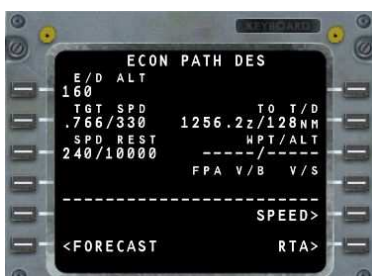 KEYBOARD
ECON PATH DES
E/D ALT
160
TGT SPD TO T/D
.766/330 1256.2z/128NM
SPD REST WPT/ALT
240/10000 -----/-----
FPA V/B V/S
------------------------
SPEED>
<FORECAST RTA>